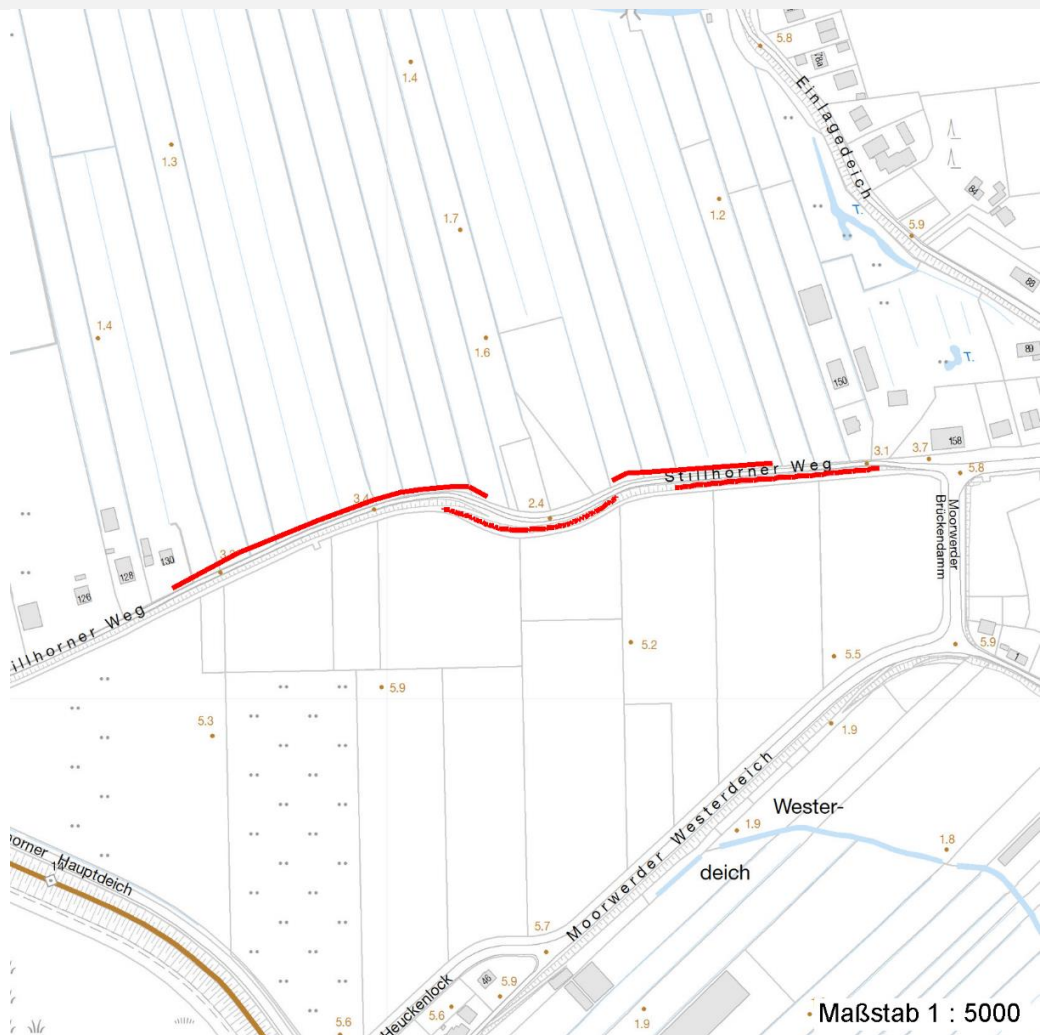 5.8
78a
1.4
Einlagedeich
1.3
84
1.2
T.
1.7
5.9
88
1.4
1.6
89
T.
150
3.1
3.7
158
Stillhorner Weg
5.8
3.4
2.4
Moorwerder
Brückendamm
130
128
126
illhorner Weg
5.2
5.5
5.9
1
5.9
5.3
1.9
Wester-
1.9
1.8
orner Hauptdeich
deich
Moorwerder Westerdeich
5.7
46
5.9
5.6
Heuckenlock
5.6
1.9
Maßstab 1 : 5000